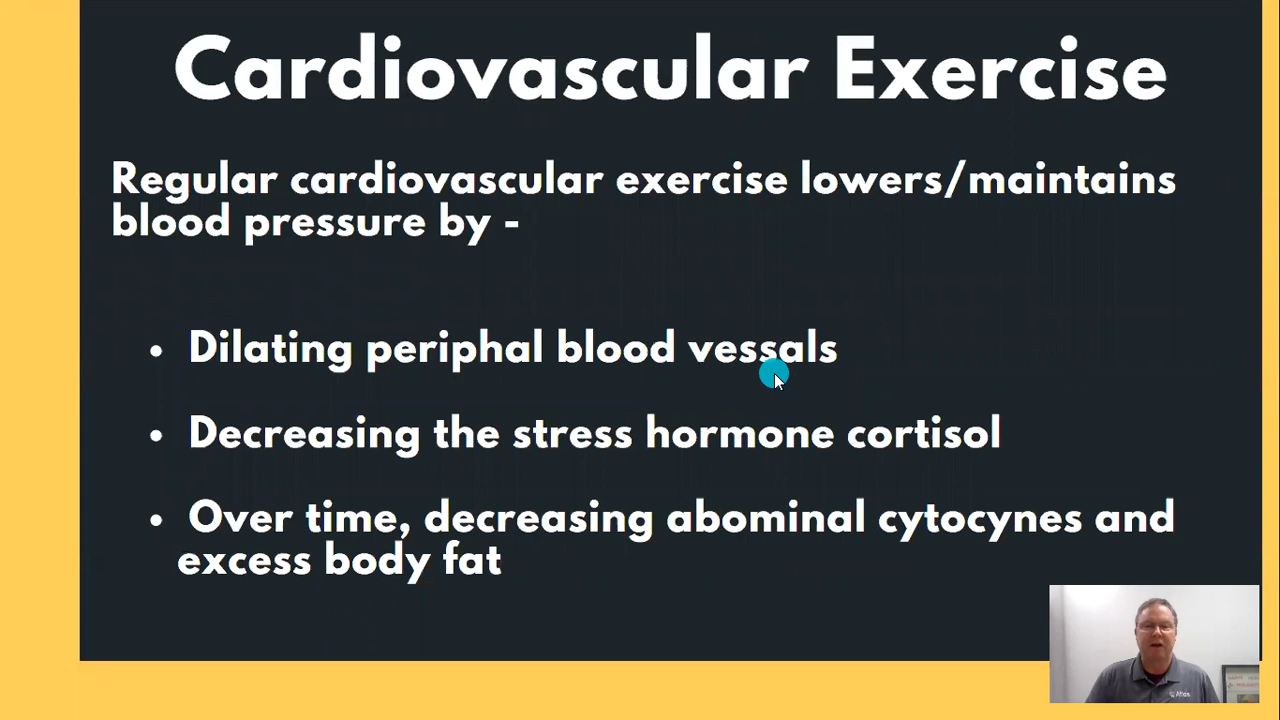 Cardiovascular Exercise
Regular cardiovascular exercise lowers/maintains
blood pressure by -
• Dilating periphal blood vessals
• Decreasing the stress hormone cortisol
• Over time, decreasing abominal cytocynes and
excess body fat